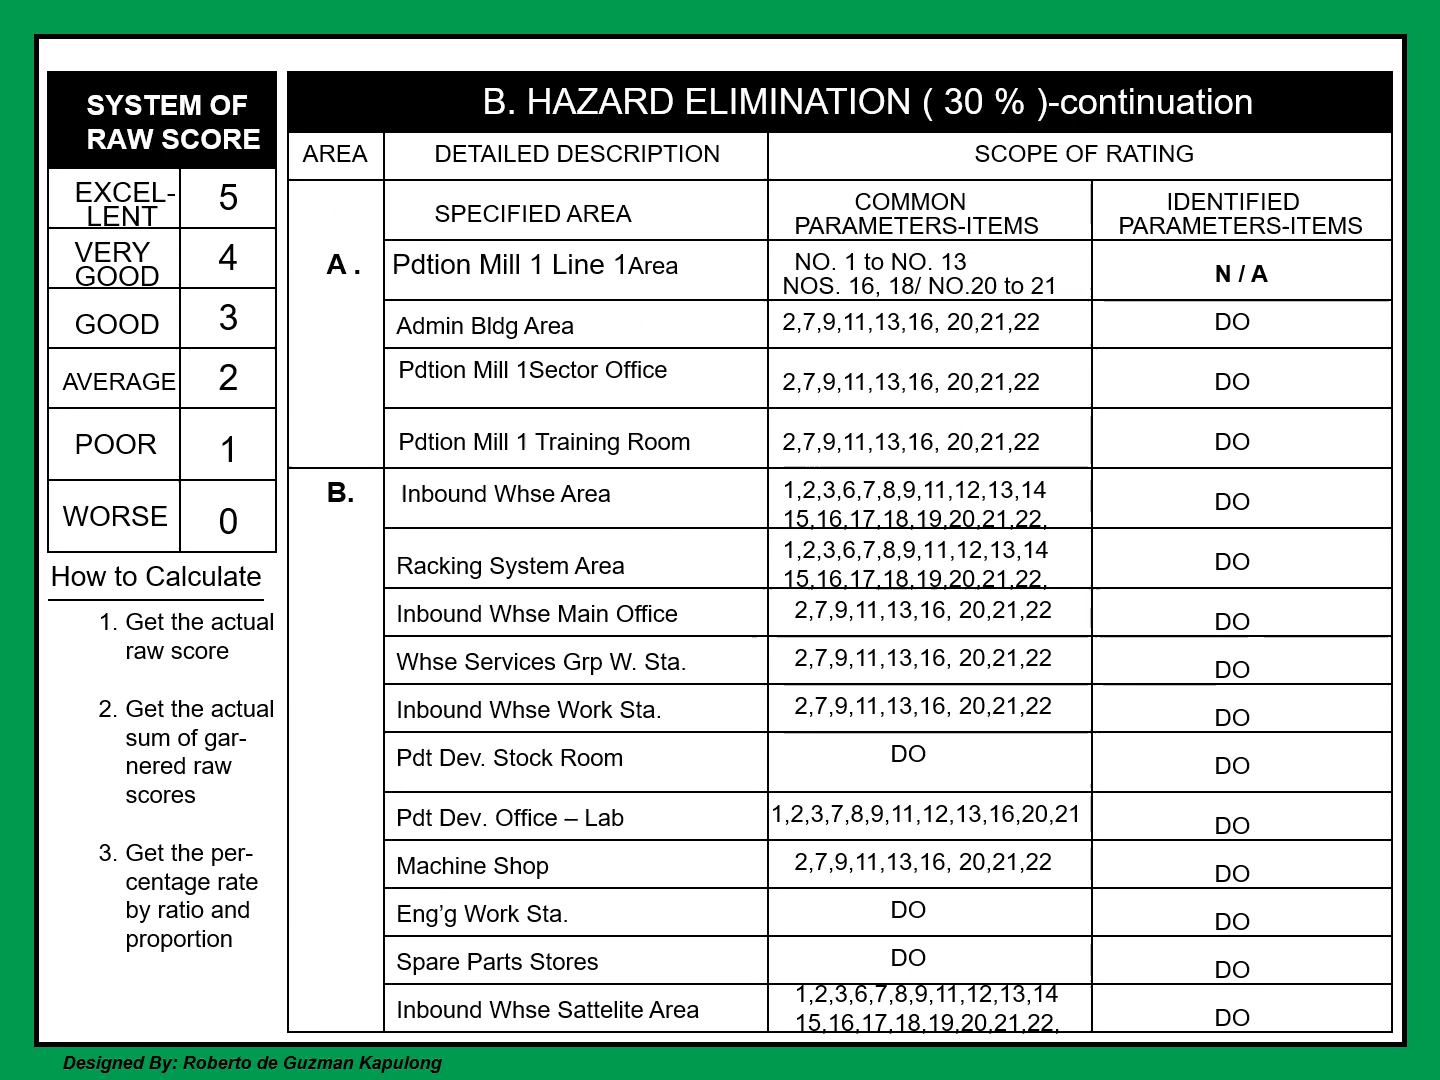 SYSTEM OF
RAW SCORE
EXCEL-
LENT
5
VERY
GOOD
4
GOOD
3
AVERAGE
2
POOR
1
WORSE
0
How to Calculate
1. Get the actual
raw score
2. Get the actual
sum of gar-
nered raw
scores
3. Get the per-
centage rate
by ratio and
proportion
B. HAZARD ELIMINATION ( 30 % )-continuation
AREA DETAILED DESCRIPTION SCOPE OF RATING
SPECIFIED AREA
COMMON
PARAMETERS-ITEMS
IDENTIFIED
PARAMETERS-ITEMS
A .
Pdtion Mill 1 Line 1Area
NO. 1 to NO. 13
NOS. 16, 18/ NO.20 to 21
N / A
Admin Bldg Area 2,7,9,11,13,16, 20,21,22 DO
Pdtion Mill 1Sector Office 2,7,9,11,13,16, 20,21,22 DO
Pdtion Mill 1 Training Room 2,7,9,11,13,16, 20,21,22 DO
B.
Inbound Whse Area
1,2,3,6,7,8,9,11,12,13,14
15,16,17,18,19,20,21,22,
DO
Racking System Area
1,2,3,6,7,8,9,11,12,13,14
15,16,17,18,19,20,21,22,
DO
Inbound Whse Main Office 2,7,9,11,13,16, 20,21,22 DO
Whse Services Grp W. Sta. 2,7,9,11,13,16, 20,21,22 DO
Inbound Whse Work Sta. 2,7,9,11,13,16, 20,21,22 DO
Pdt Dev. Stock Room DO DO
Pdt Dev. Office – Lab 1,2,3,7,8,9,11,12,13,16,20,21 DO
Machine Shop 2,7,9,11,13,16, 20,21,22 DO
Eng’g Work Sta. DO DO
Spare Parts Stores DO DO
Inbound Whse Sattelite Area
1,2,3,6,7,8,9,11,12,13,14
15,16,17,18,19,20,21,22,
DO
Designed By: Roberto de Guzman Kapulong